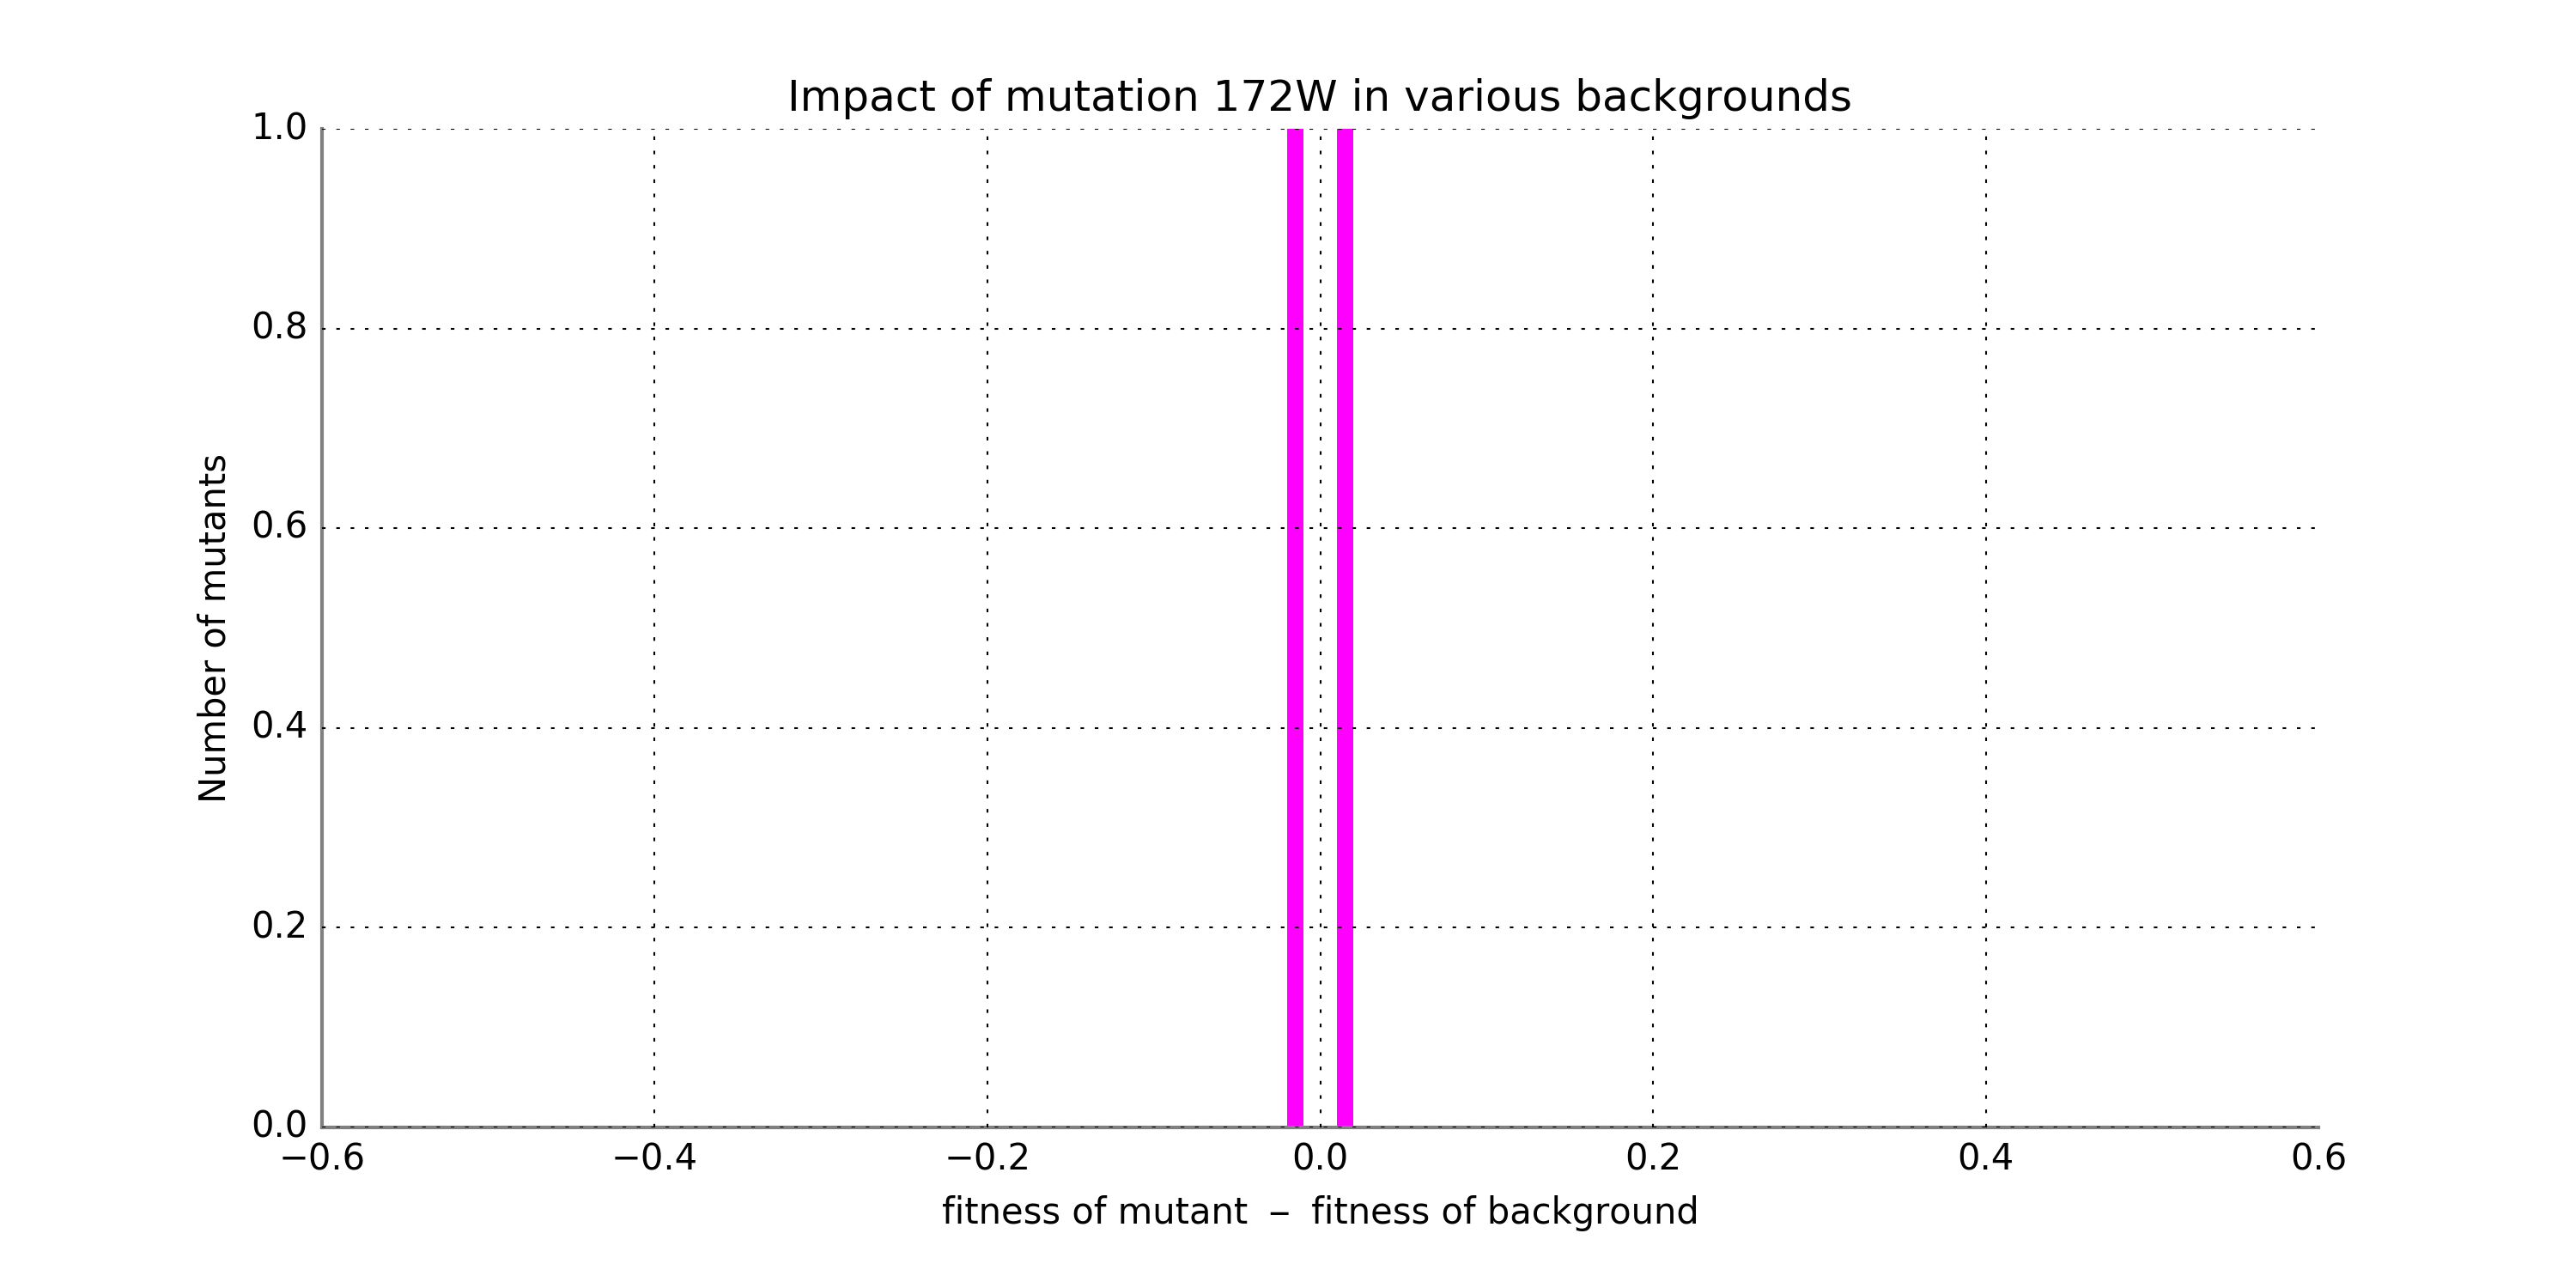 Impact of mutation 172W in various backgrounds
1.0
0.8
0.6
0.4
0.2
0.0
Number of mutants
−0.6 −0.4 −0.2 0.0 0.2 0.4 0.6
fitness of mutant − fitness of background